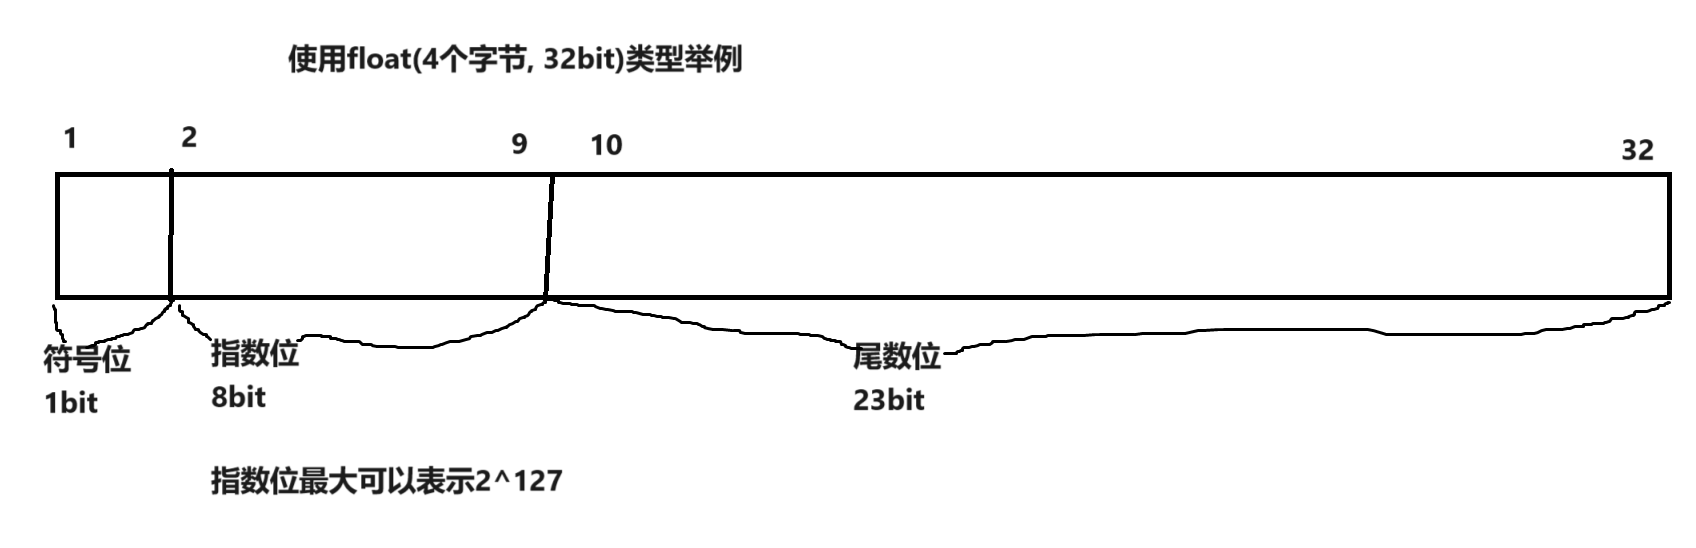 使用float(4个字节, 32bit)类型举例
1
2
9
10
32
符号位
1bit
指数位
8bit
尾数位
23bit
指数位最大可以表示2^127